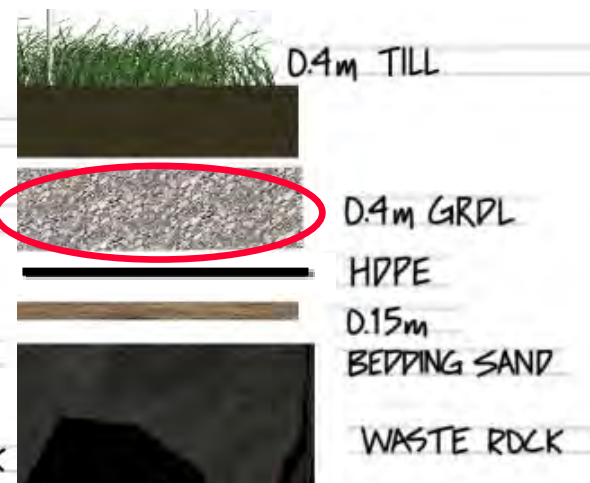 0.4m TILL
0.4m GRDL
HDPE
0.15m
BEDDING SAND
WASTE ROCK
K